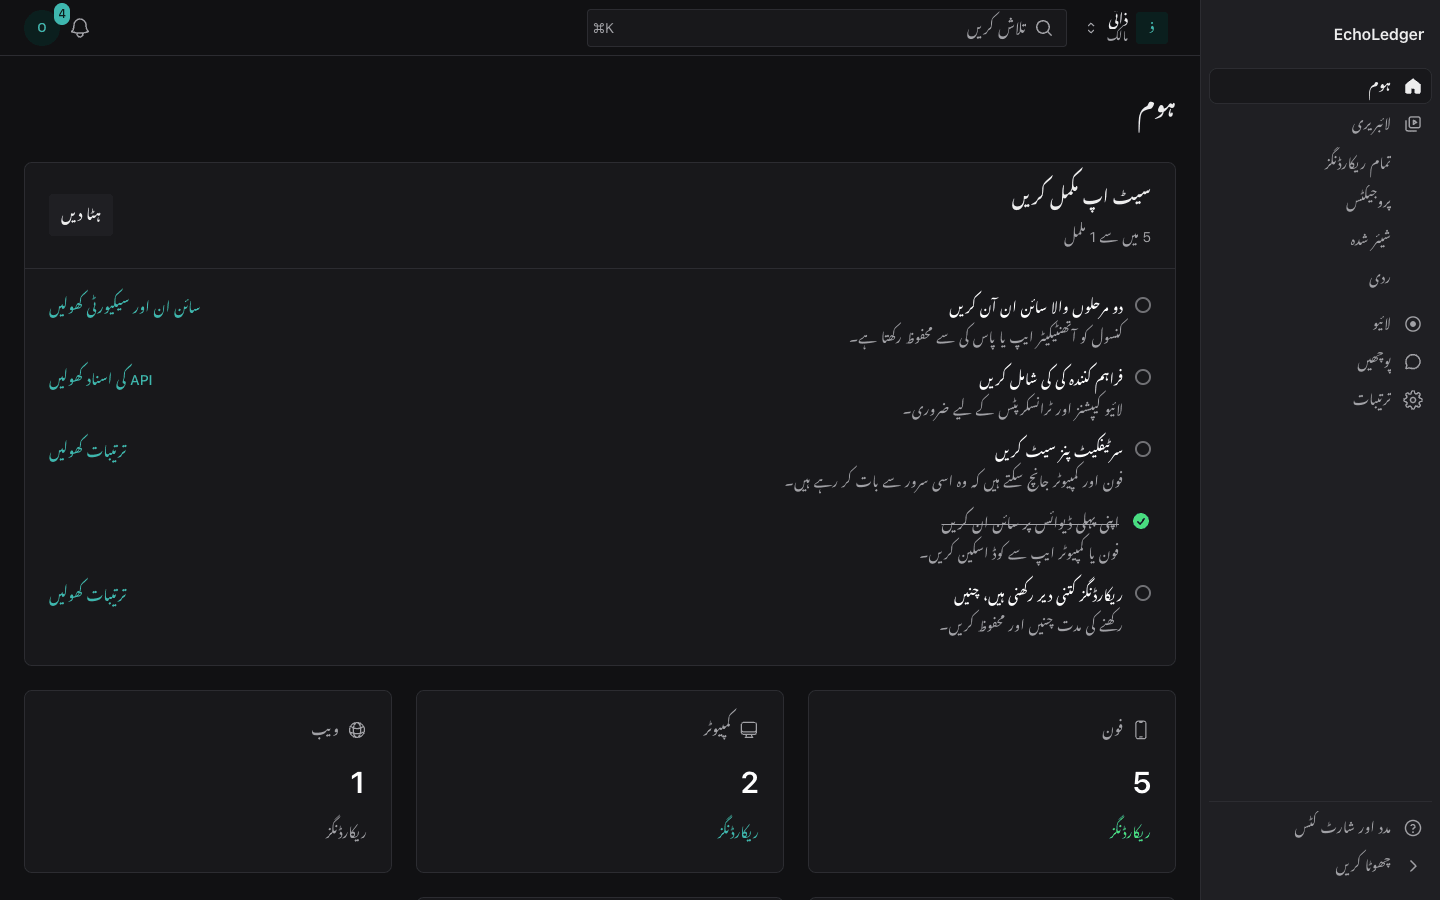 EchoLedger
ہوم
لائبریری
تمام ریکارڈنگز
پروجیکٹس
شیئر شدہ
ردی
لائیو
پوچھیں
ترتیبات
مدد اور شارٹ کٹس
چھوٹا کریں
ذ
ذاتی
مالک
تلاش کریں
⌘K
4
O
ہوم
سیٹ اپ مکمل کریں
5 میں سے 1 مکمل
ہٹا دیں
دو مرحلوں والا سائن ان آن کریں
کنسول کو آتھنٹیکیٹر ایپ یا پاس کی سے محفوظ رکھتا ہے۔
سائن ان اور سیکیورٹی کھولیں
فراہم کنندہ کی کی شامل کریں
لائیو کیپشنز اور ٹرانسکرپٹس کے لیے ضروری۔
API کی اسناد کھولیں
سرٹیفکیٹ پنز سیٹ کریں
فون اور کمپیوٹر جانچ سکتے ہیں کہ وہ اسی سرور سے بات کر رہے ہیں۔
ترتیبات کھولیں
اپنی پہلی ڈیوائس پر سائن ان کریں
فون یا کمپیوٹر ایپ سے کوڈ اسکین کریں۔
ریکارڈنگز کتنی دیر رکھنی ہیں، چنیں
رکھنے کی مدت چنیں اور محفوظ کریں۔
ترتیبات کھولیں
فون
5
ریکارڈنگز
کمپیوٹر
2
ریکارڈنگز
ویب
1
ریکارڈنگز